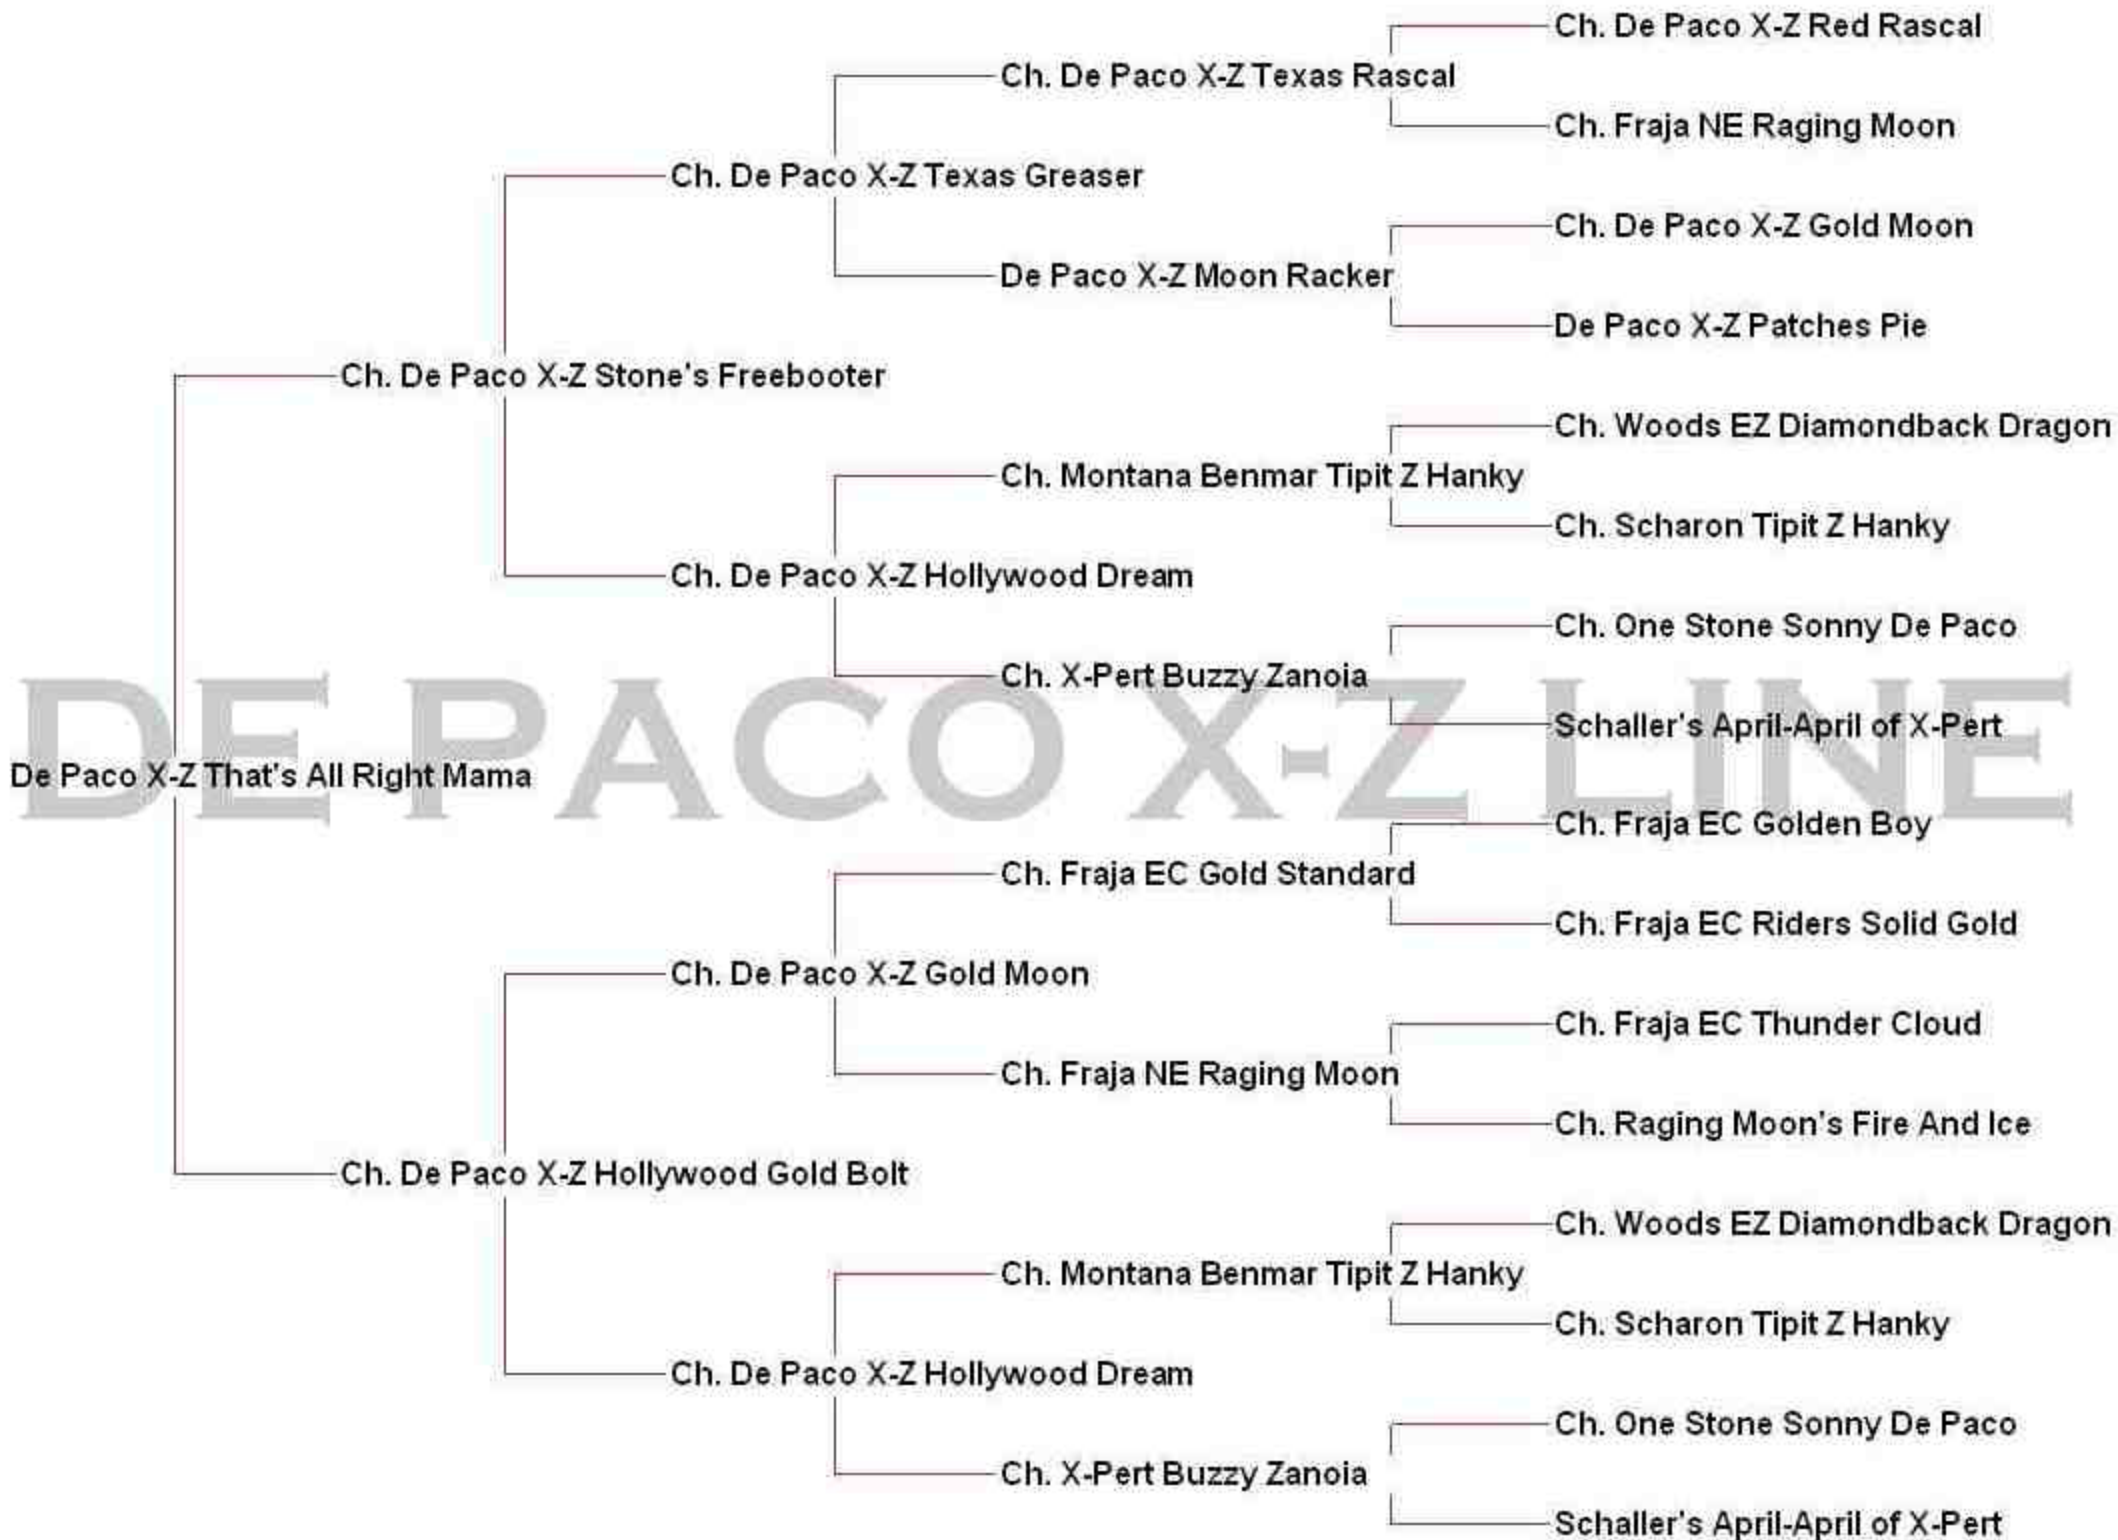 Ch. De Paco X-Z Red Rascal
Ch. De Paco X-Z Texas Rascal
Ch. Fraja NE Raging Moon
Ch. De Paco X-Z Texas Greaser
Ch. De Paco X-Z Gold Moon
De Paco X-Z Moon Racker
De Paco X-Z Patches Pie
Ch. De Paco X-Z Stone's Freebooter
Ch. Woods EZ Diamondback Dragon
Ch. Montana Benmar Tipit Z Hanky
Ch. Scharon Tipit Z Hanky
Ch. De Paco X-Z Hollywood Dream
Ch. One Stone Sonny De Paco
Ch. X-Pert Buzzy Zanoia
Schaller's April-April of X-Pert
DE PACO X-Z LINE
De Paco X-Z That's All Right Mama
Ch. Fraja EC Golden Boy
Ch. Fraja EC Gold Standard
Ch. Fraja EC Riders Solid Gold
Ch. De Paco X-Z Gold Moon
Ch. Fraja EC Thunder Cloud
Ch. Fraja NE Raging Moon
Ch. Raging Moon's Fire And Ice
Ch. De Paco X-Z Hollywood Gold Bolt
Ch. Woods EZ Diamondback Dragon
Ch. Montana Benmar Tipit Z Hanky
Ch. Scharon Tipit Z Hanky
Ch. De Paco X-Z Hollywood Dream
Ch. One Stone Sonny De Paco
Ch. X-Pert Buzzy Zanoia
Schaller's April-April of X-Pert